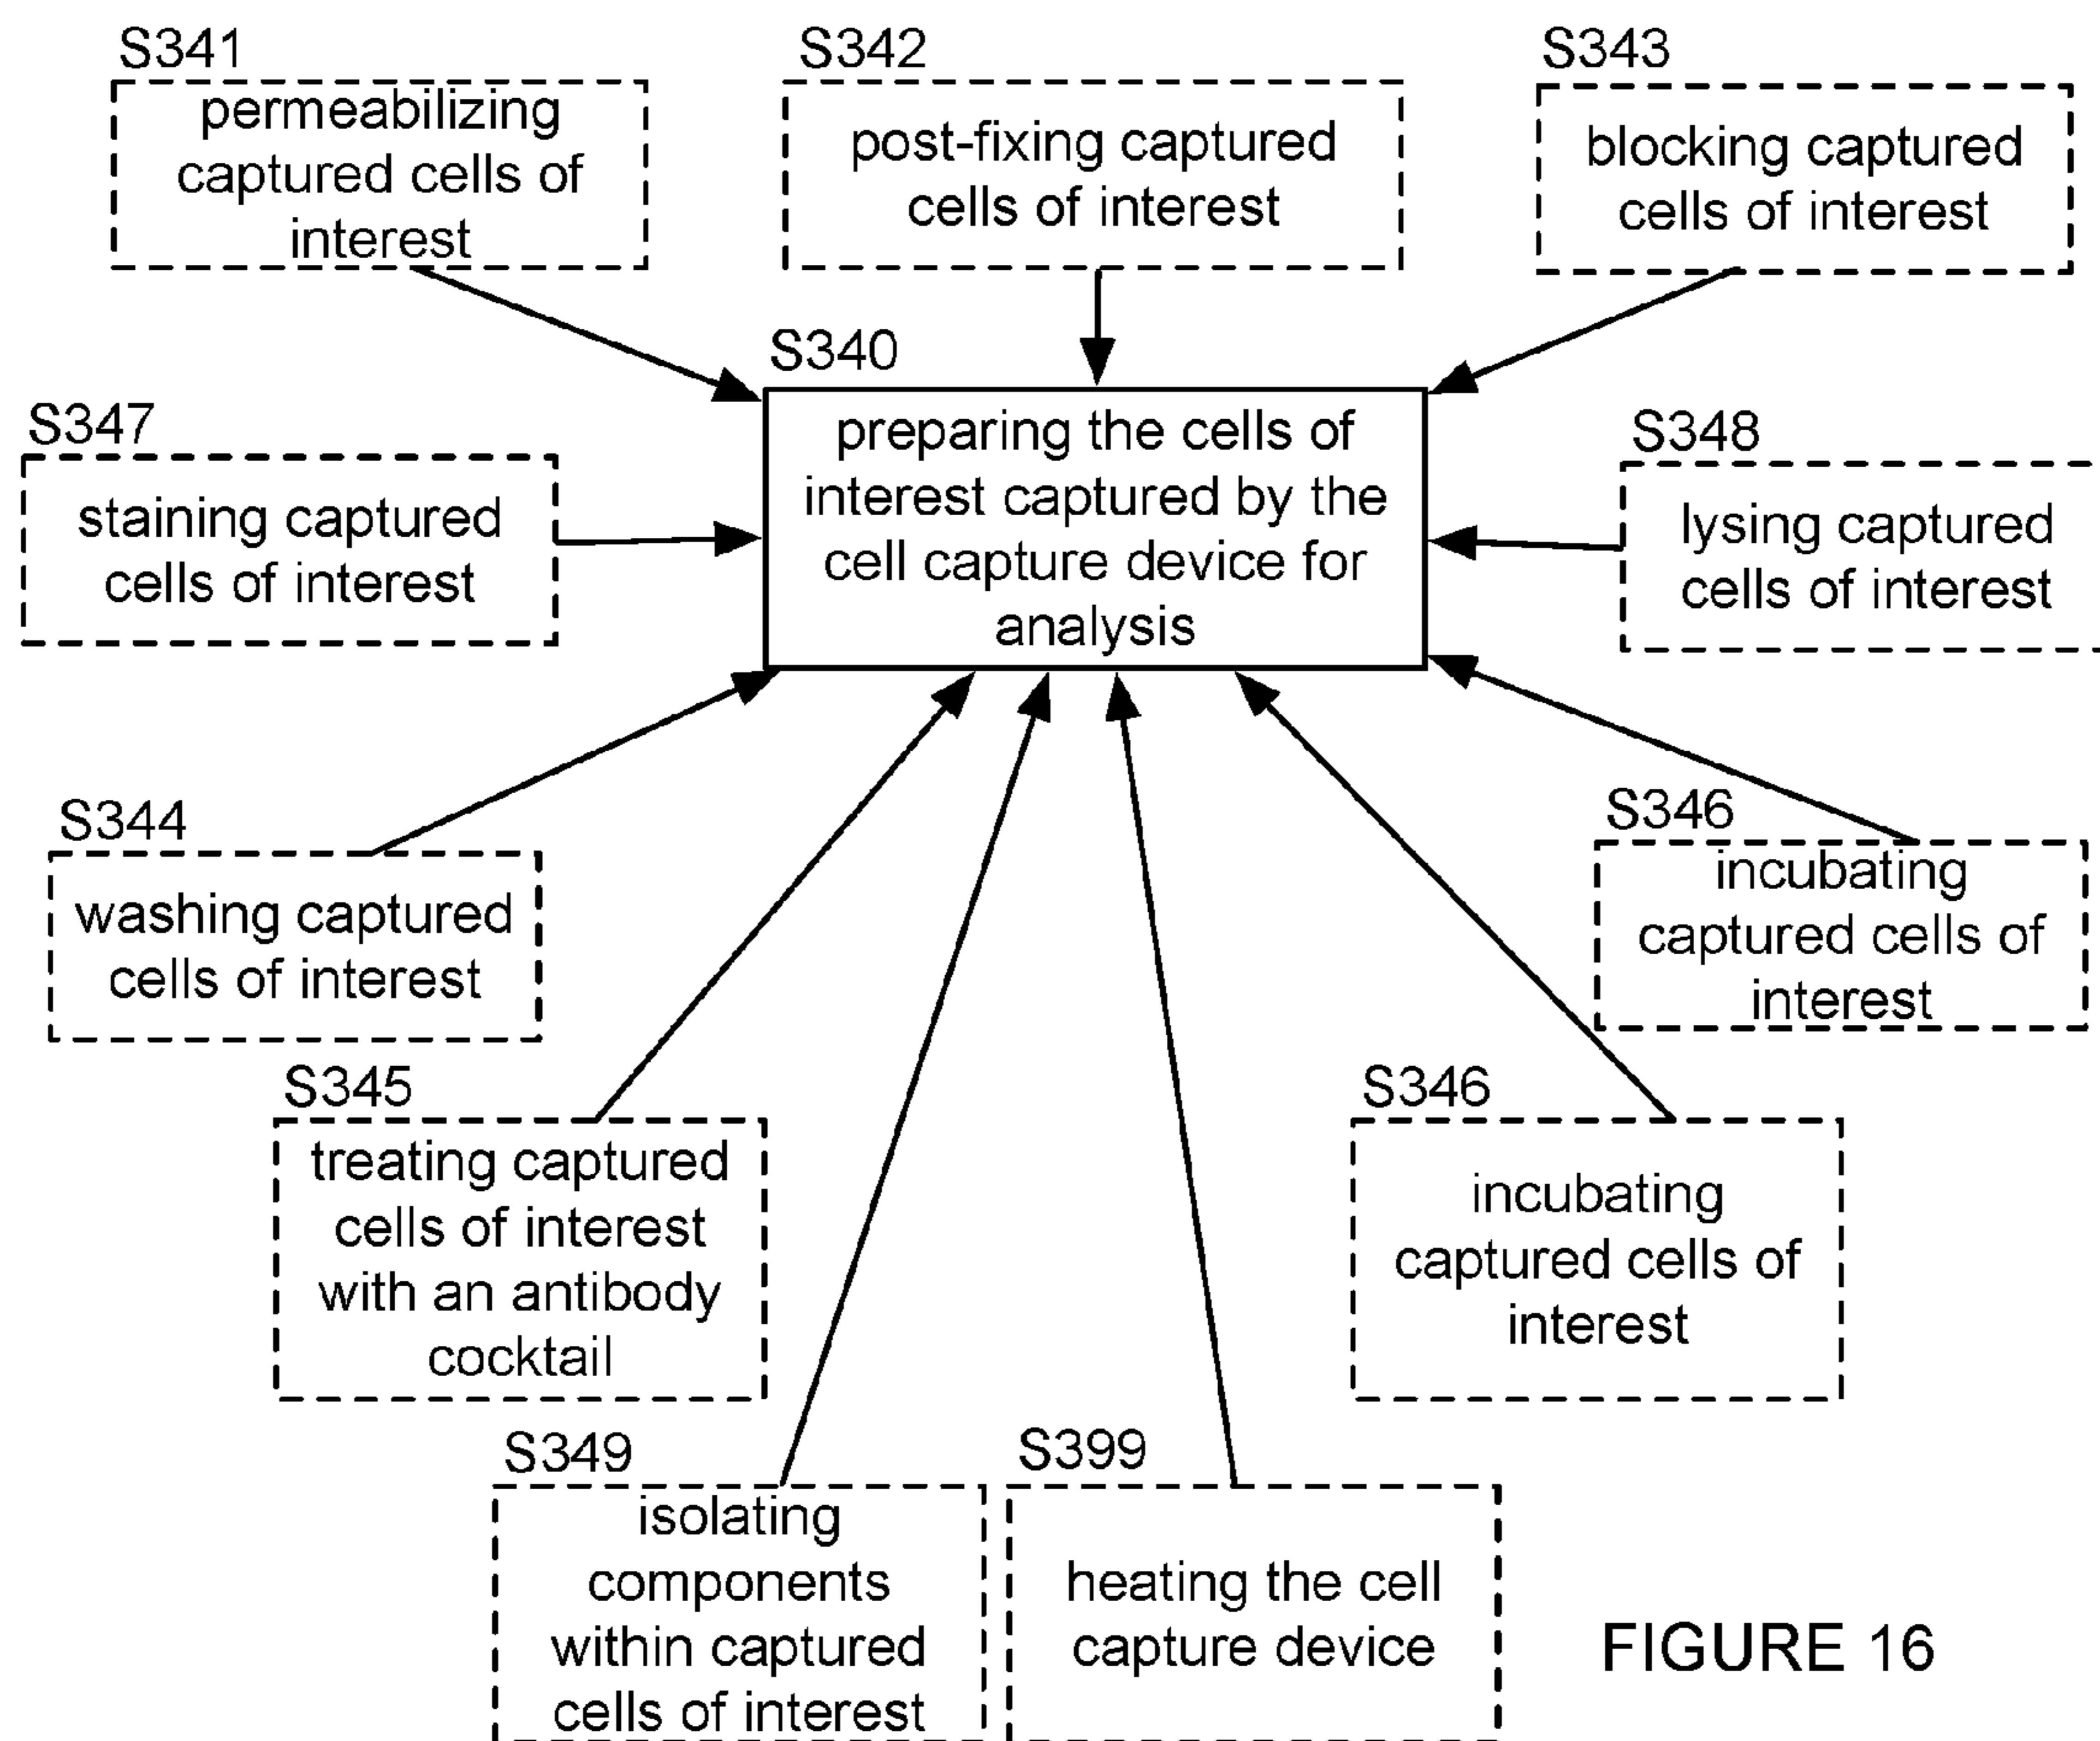 S341
permeabilizing
captured cells of
interest
S342
post-fixing captured
cells of interest
S343
blocking captured
cells of interest
S340
preparing the cells of
interest captured by the
cell capture device for
analysis
S347
staining captured
cells of interest
S348
lysing captured
cells of interest
S344
washing captured
cells of interest
S346
incubating
captured cells of
interest
S345
treating captured
cells of interest
with an antibody
cocktail
S346
incubating
captured cells of
interest
S349
isolating
components
within captured
cells of interest
S399
heating the cell
capture device
FIGURE 16